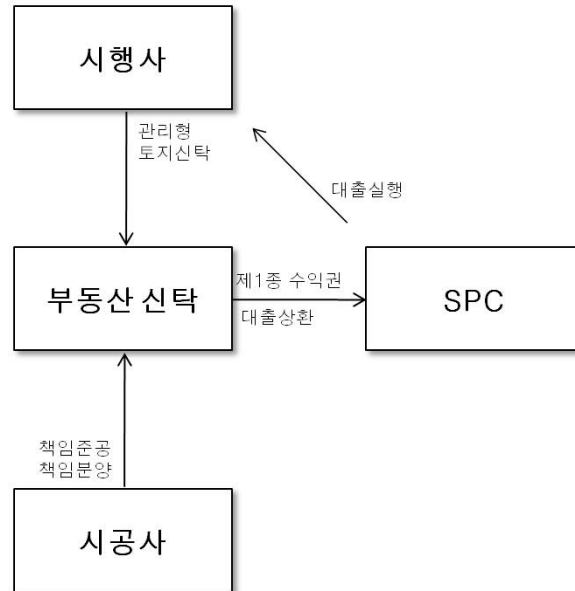 시행사
관리형
토지신탁
대출실행
부동산 신탁
제1종 수익권
대출상환
SPC
책임준공
책임분양
시공사